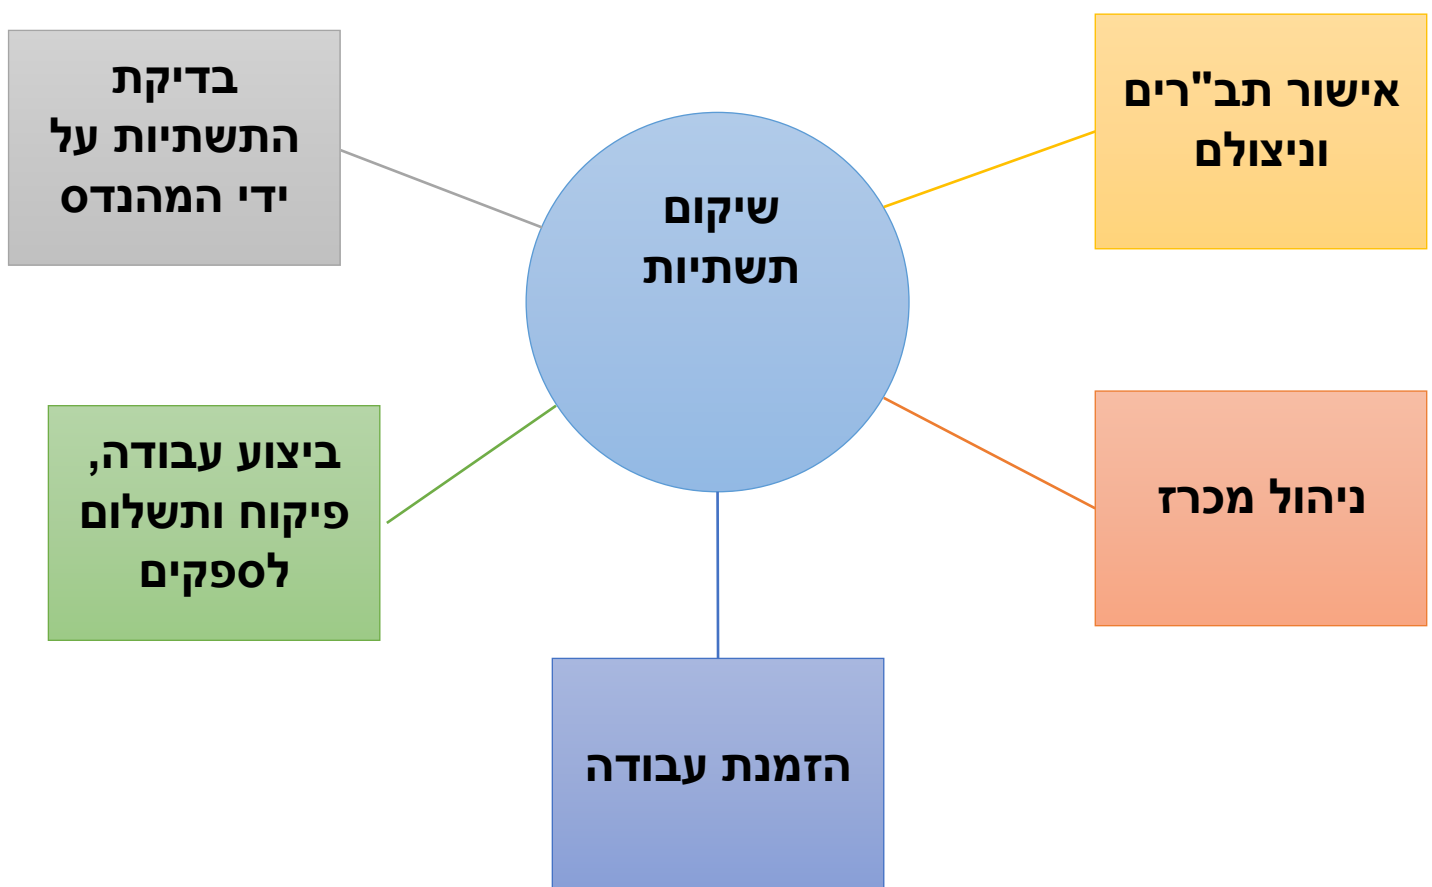 אישור תב"רים
וניצולם
בדיקת
התשתיות על
ידי המהנדס
שיקום
תשתיות
ניהול מכרז
ביצוע עבודה,
פיקוח ותשלום
לספקים
הזמנת עבודה